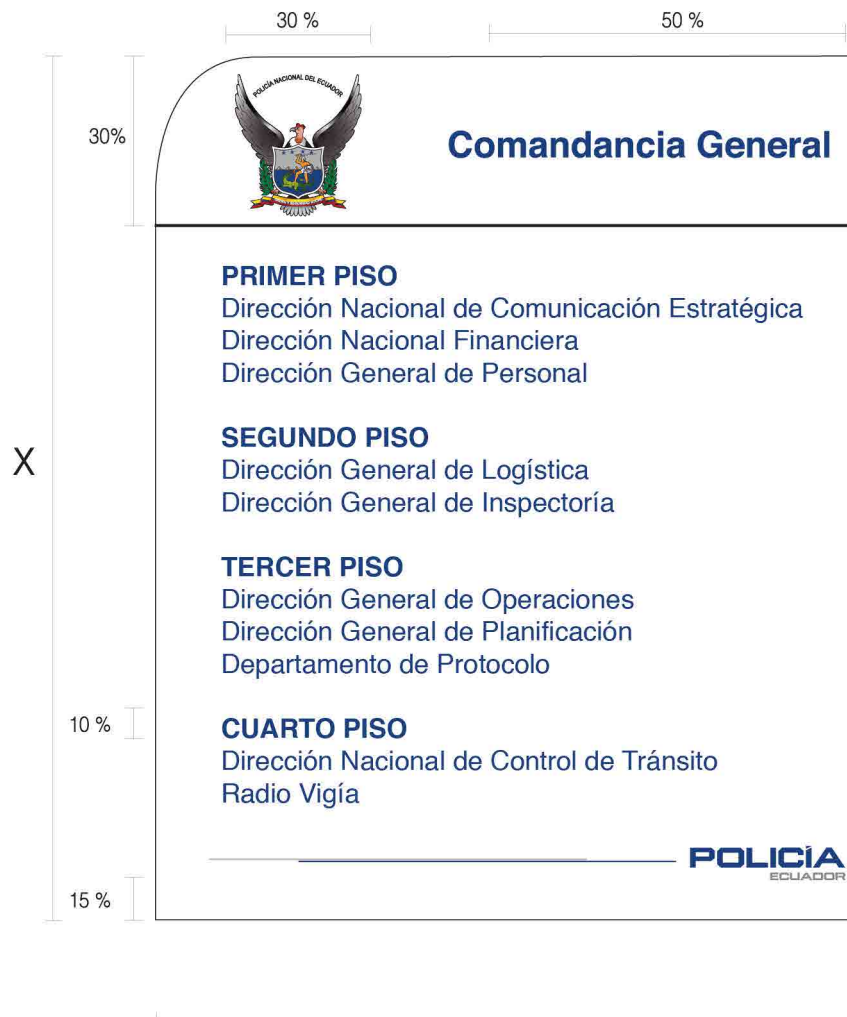 30 %
50 %
30%
POLICÍA NACIONAL DEL ECUADOR
Comandancia General
PRIMER PISO
Dirección Nacional de Comunicación Estratégica
Dirección Nacional Financiera
Dirección General de Personal
X
SEGUNDO PISO
Dirección General de Logística
Dirección General de Inspectoría
TERCER PISO
Dirección General de Operaciones
Dirección General de Planificación
Departamento de Protocolo
10 %
CUARTO PISO
Dirección Nacional de Control de Tránsito
Radio Vigía
POLICÍA
ECUADOR
15 %